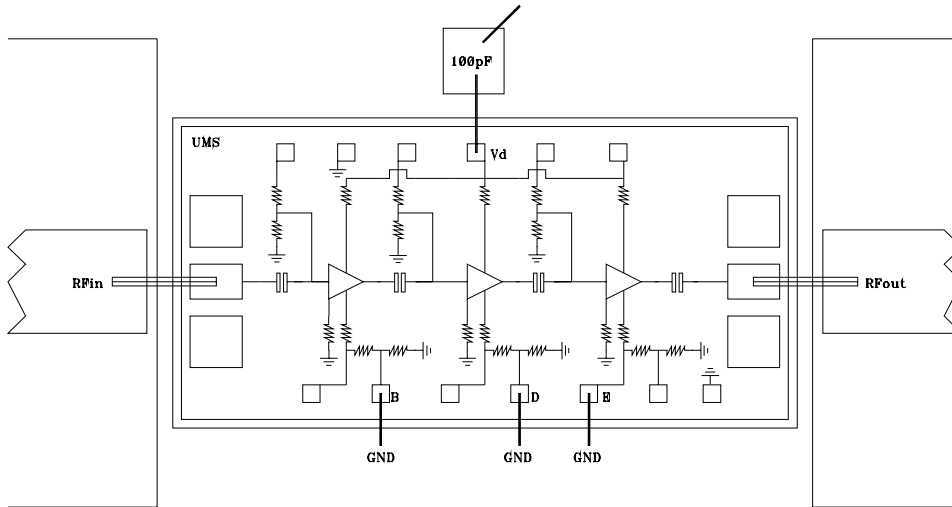 100pF
UMS
Vd
RFin
RFout
B
D
E
GND
GND
GND